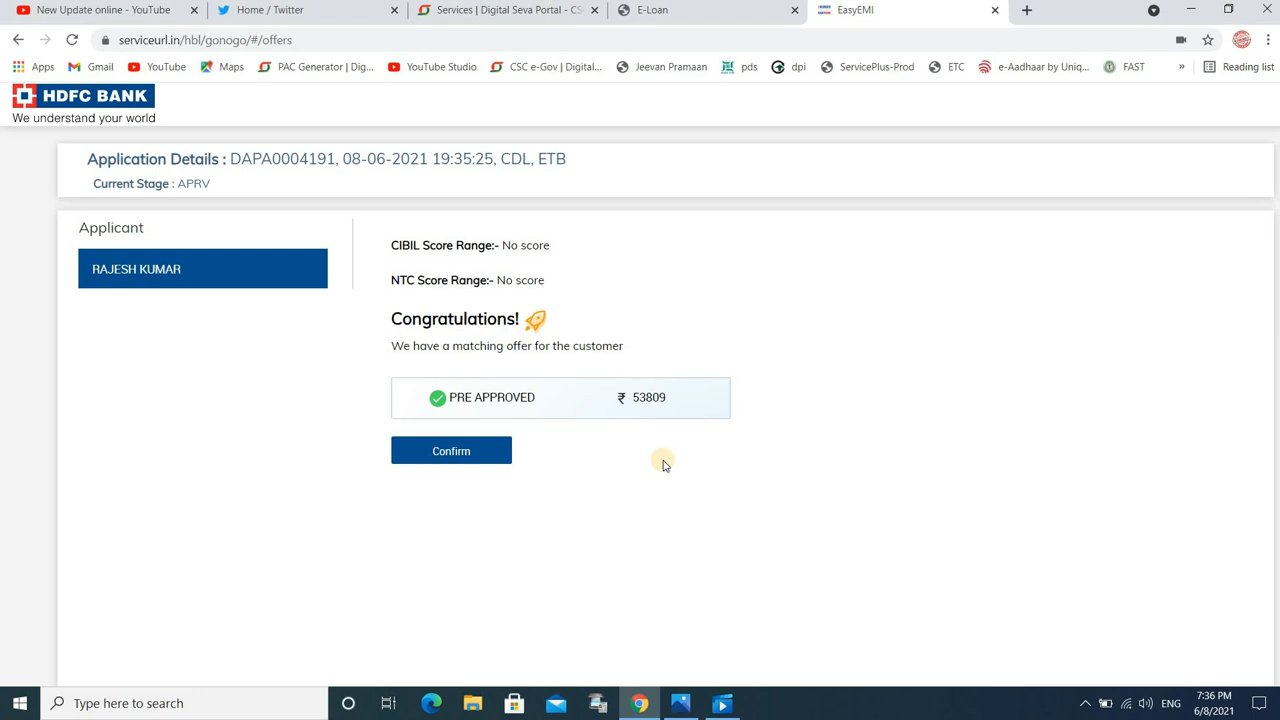 New Update online - YouTube
Home / Twitter
Services | Digital Seva Portal - CS
E-Loan
EasyEMI
serviceurl.in/hbl/gonogo/#/offers
Apps
Gmail
YouTube
Maps
PAC Generator | Dig...
YouTube Studio
CSC e-Gov | Digital...
Jeevan Pramaan
pds
dpi
ServicePlus-Prod
ETC
e-Aadhaar by Uniq...
FAST
»
Reading list
HDFC BANK
We understand your world
Application Details : DAPA0004191, 08-06-2021 19:35:25, CDL, ETB
Current Stage : APRV
Applicant
RAJESH KUMAR
CIBIL Score Range:- No score
NTC Score Range:- No score
Congratulations!
We have a matching offer for the customer
PRE APPROVED ₹ 53809
Confirm
Type here to search
ENG
7:36 PM
6/8/2021